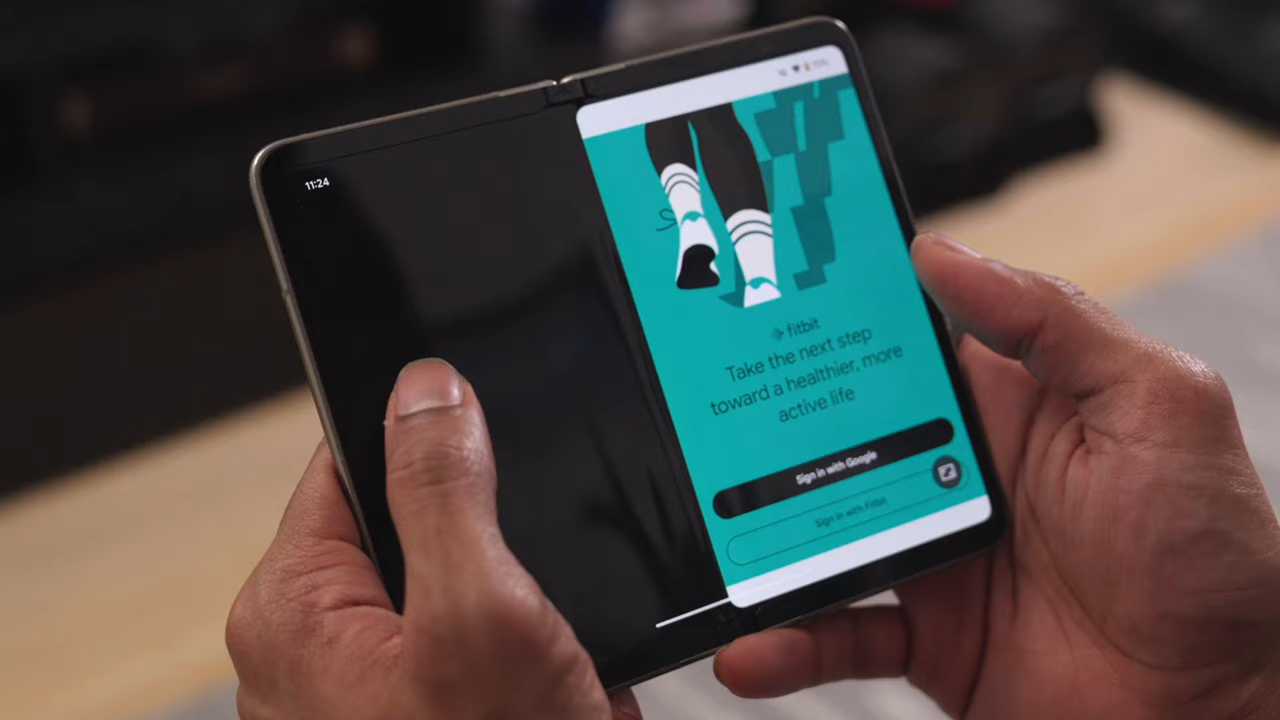 11:24
fitbit
Take the next step
toward a healthier, more
active life
Sign in with Google
Sign in with Fitbit